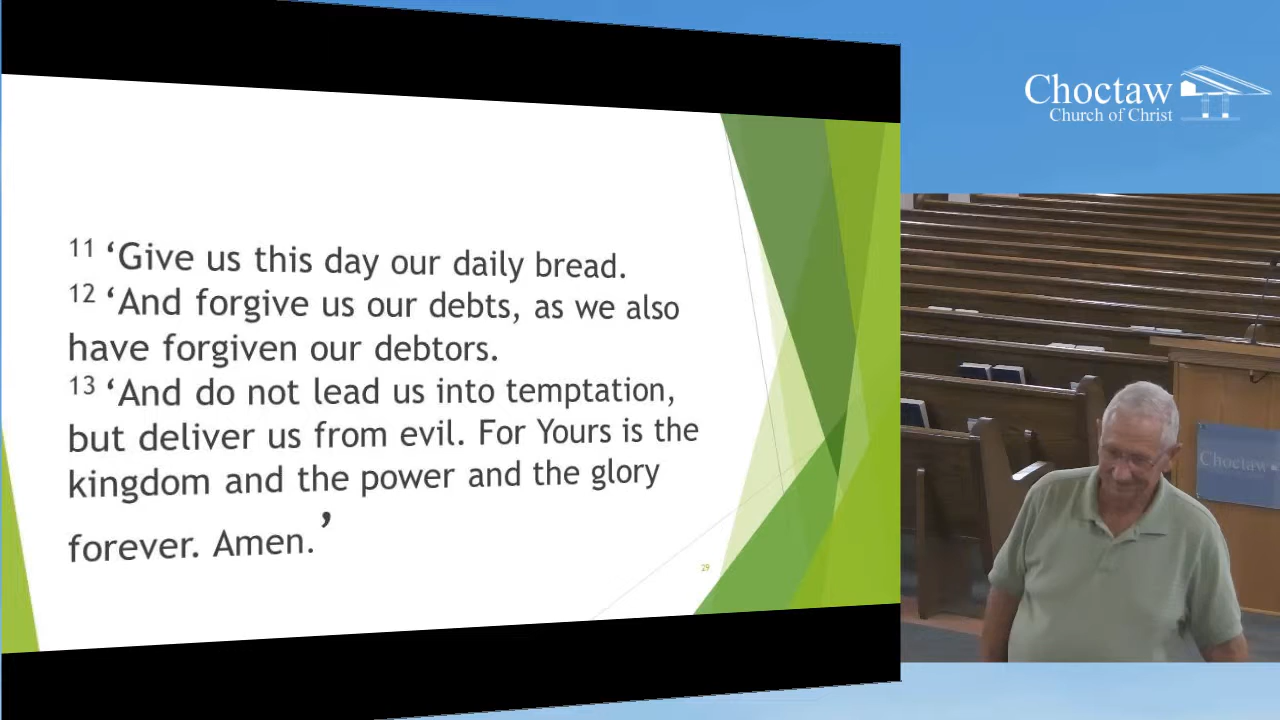 Choctaw
Church of Christ
11 ‘Give us this day our daily bread.
12 ‘And forgive us our debts, as we also
have forgiven our debtors.
13 ‘And do not lead us into temptation,
but deliver us from evil. For Yours is the
kingdom and the power and the glory
forever. Amen.’
29
Choctaw